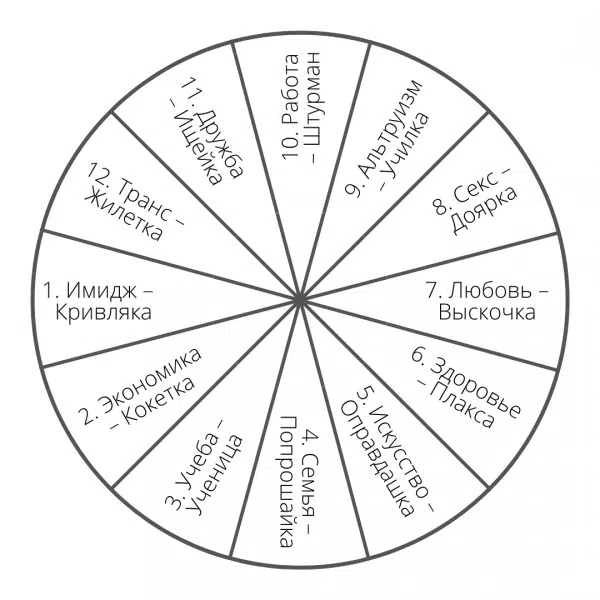 1. Имидж –
Кривляка
2. Экономика
– Кокетка
3. Учеба –
Ученица
4. Семья –
Попрошайка
5. Искусство –
Оправдашка
6. Здоровье
– Плакса
7. Любовь –
Выскочка
8. Секс –
Доярка
9. Альтруизм
– Училка
10. Работа
– Штурман
11. Дружба
– Ищейка
12. Транс –
Жилетка